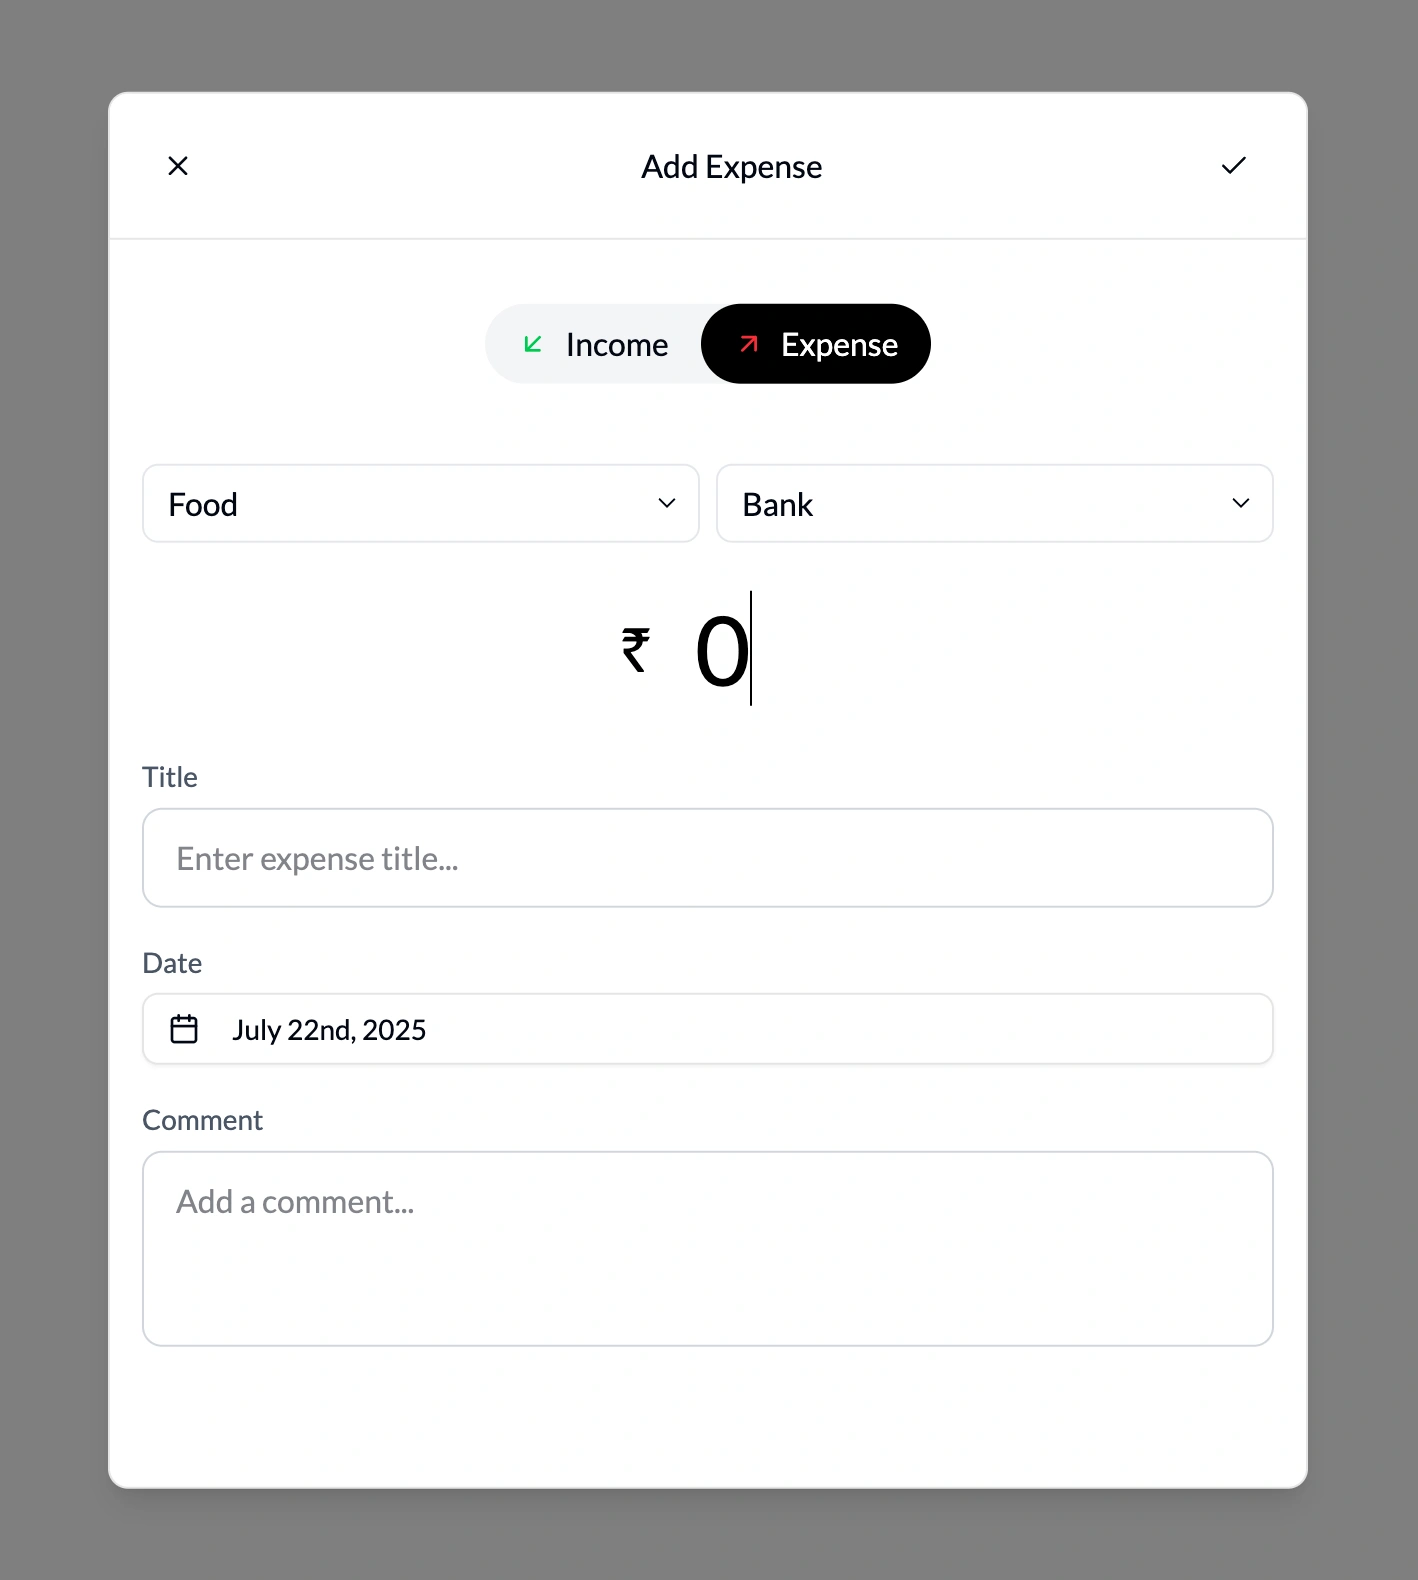 Add Expense
Income
Expense
Food
Bank
₹ 0
Title
Enter expense title...
Date
July 22nd, 2025
Comment
Add a comment...